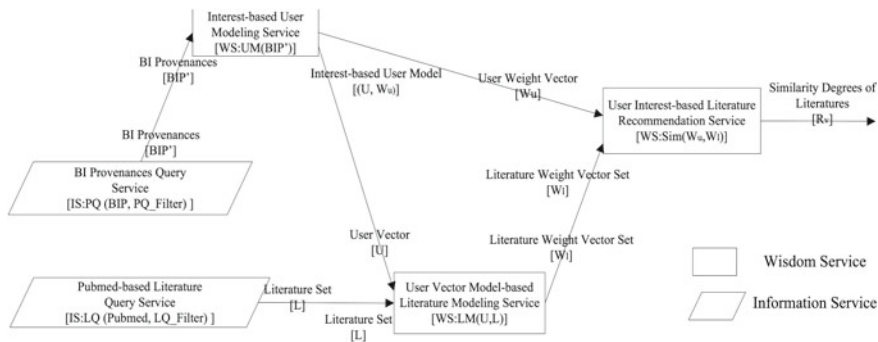 Interest-based User
Modeling Service
[WS:UM(BIP')]
BI Provenances
[BIP']
Interest-based User Model
[(U, Wu)]
User Weight Vector
[Wu]
User Interest-based Literature
Recommendation Service
[WS:Sim(Wu,Wl)]
Similarity Degrees of
Literatures
[Rv]
BI Provenances
[BIP']
BI Provenances Query
Service
[IS:PQ (BIP, PQ_Filter) ]
Literature Weight Vector Set
[Wl]
User Vector
[U]
Literature Weight Vector Set
[Wl]
Pubmed-based Literature
Query Service
[IS:LQ (Pubmed, LQ_Filter) ]
Literature Set
[L]
Literature Set
[L]
User Vector Model-based
Literature Modeling Service
[WS:LM(U,L)]
Wisdom Service
Information Service